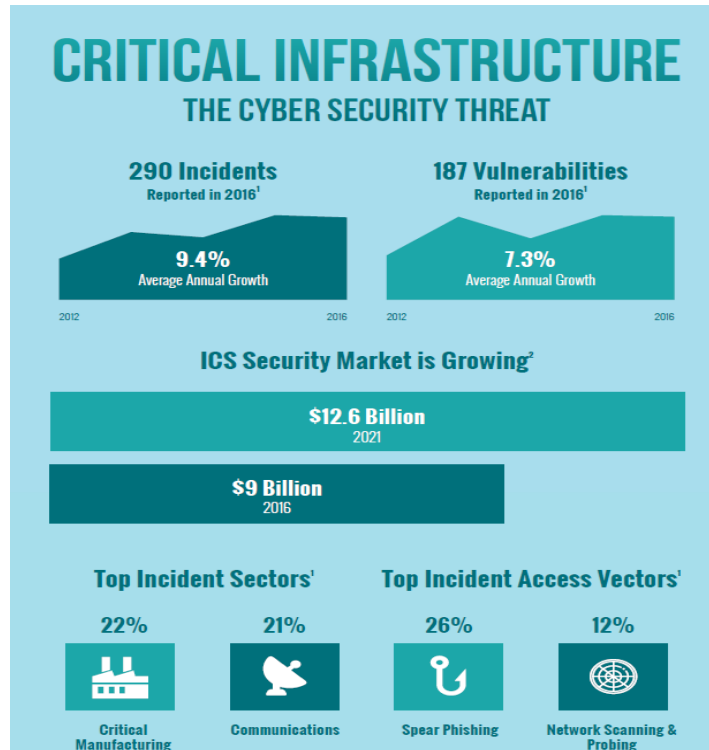 CRITICAL INFRASTRUCTURE
THE CYBER SECURITY THREAT
290 Incidents
Reported in 2016¹
9.4%
Average Annual Growth
2012
2016
187 Vulnerabilities
Reported in 2016¹
7.3%
Average Annual Growth
2012
2016
ICS Security Market is Growing²
$12.6 Billion
2021
$9 Billion
2016
Top Incident Sectors¹
22%
Critical
Manufacturing
21%
Communications
Top Incident Access Vectors¹
26%
Spear Phishing
12%
Network Scanning &
Probing